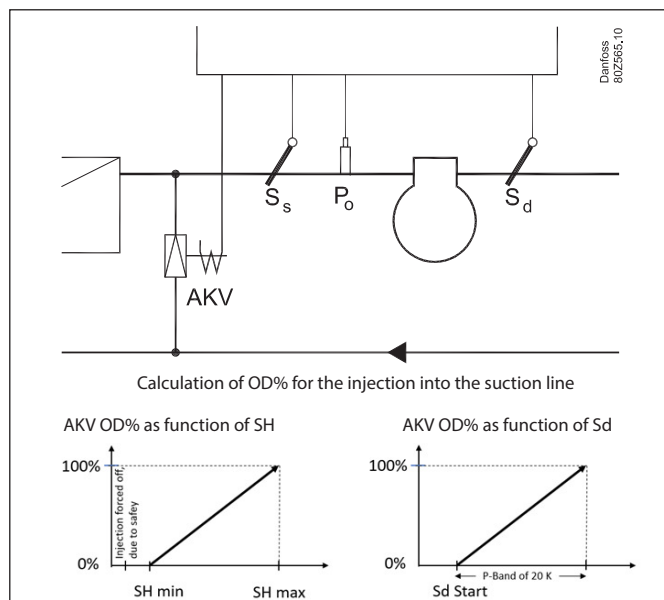 Danfoss
80Z565.10
Ss
Po
Sd
AKV
Calculation of OD% for the injection into the suction line
AKV OD% as function of SH
100%
Injection forced off,
due to safey
0%
SH min
SH max
AKV OD% as function of Sd
100%
0%
P-Band of 20 K
Sd Start